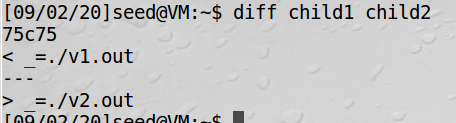 [09/02/20]seed@VM:~$ diff child1 child2
75c75
< _=./v1.out
---
> _=./v2.out
[09/02/20]seed@VM:~$